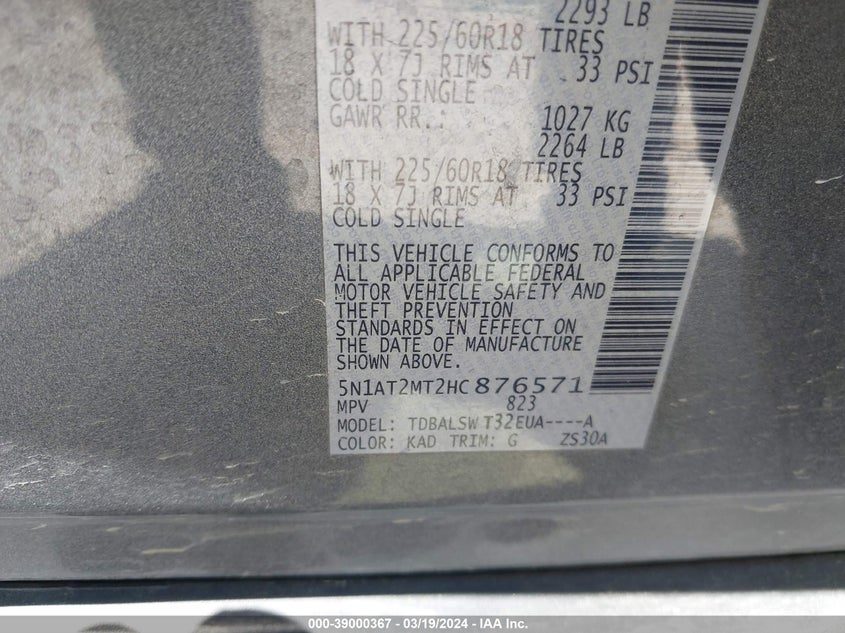 2293 LB
WITH 225/60R18 TIRES
18 X 7J RIMS AT 33 PSI
COLD SINGLE
GAWR RR.: 1027 KG
2264 LB
WITH 225/60R18 TIRES
18 X 7J RIMS AT 33 PSI
COLD SINGLE
THIS VEHICLE CONFORMS TO
ALL APPLICABLE FEDERAL
MOTOR VEHICLE SAFETY AND
THEFT PREVENTION
STANDARDS IN EFFECT ON
THE DATE OF MANUFACTURE
SHOWN ABOVE.
5N1AT2MT2HC876571
MPV 823
MODEL: TDBALSW T32EUA----A
COLOR: KAD TRIM: G ZS30A
000-39000367 - 03/19/2024 - IAA Inc.